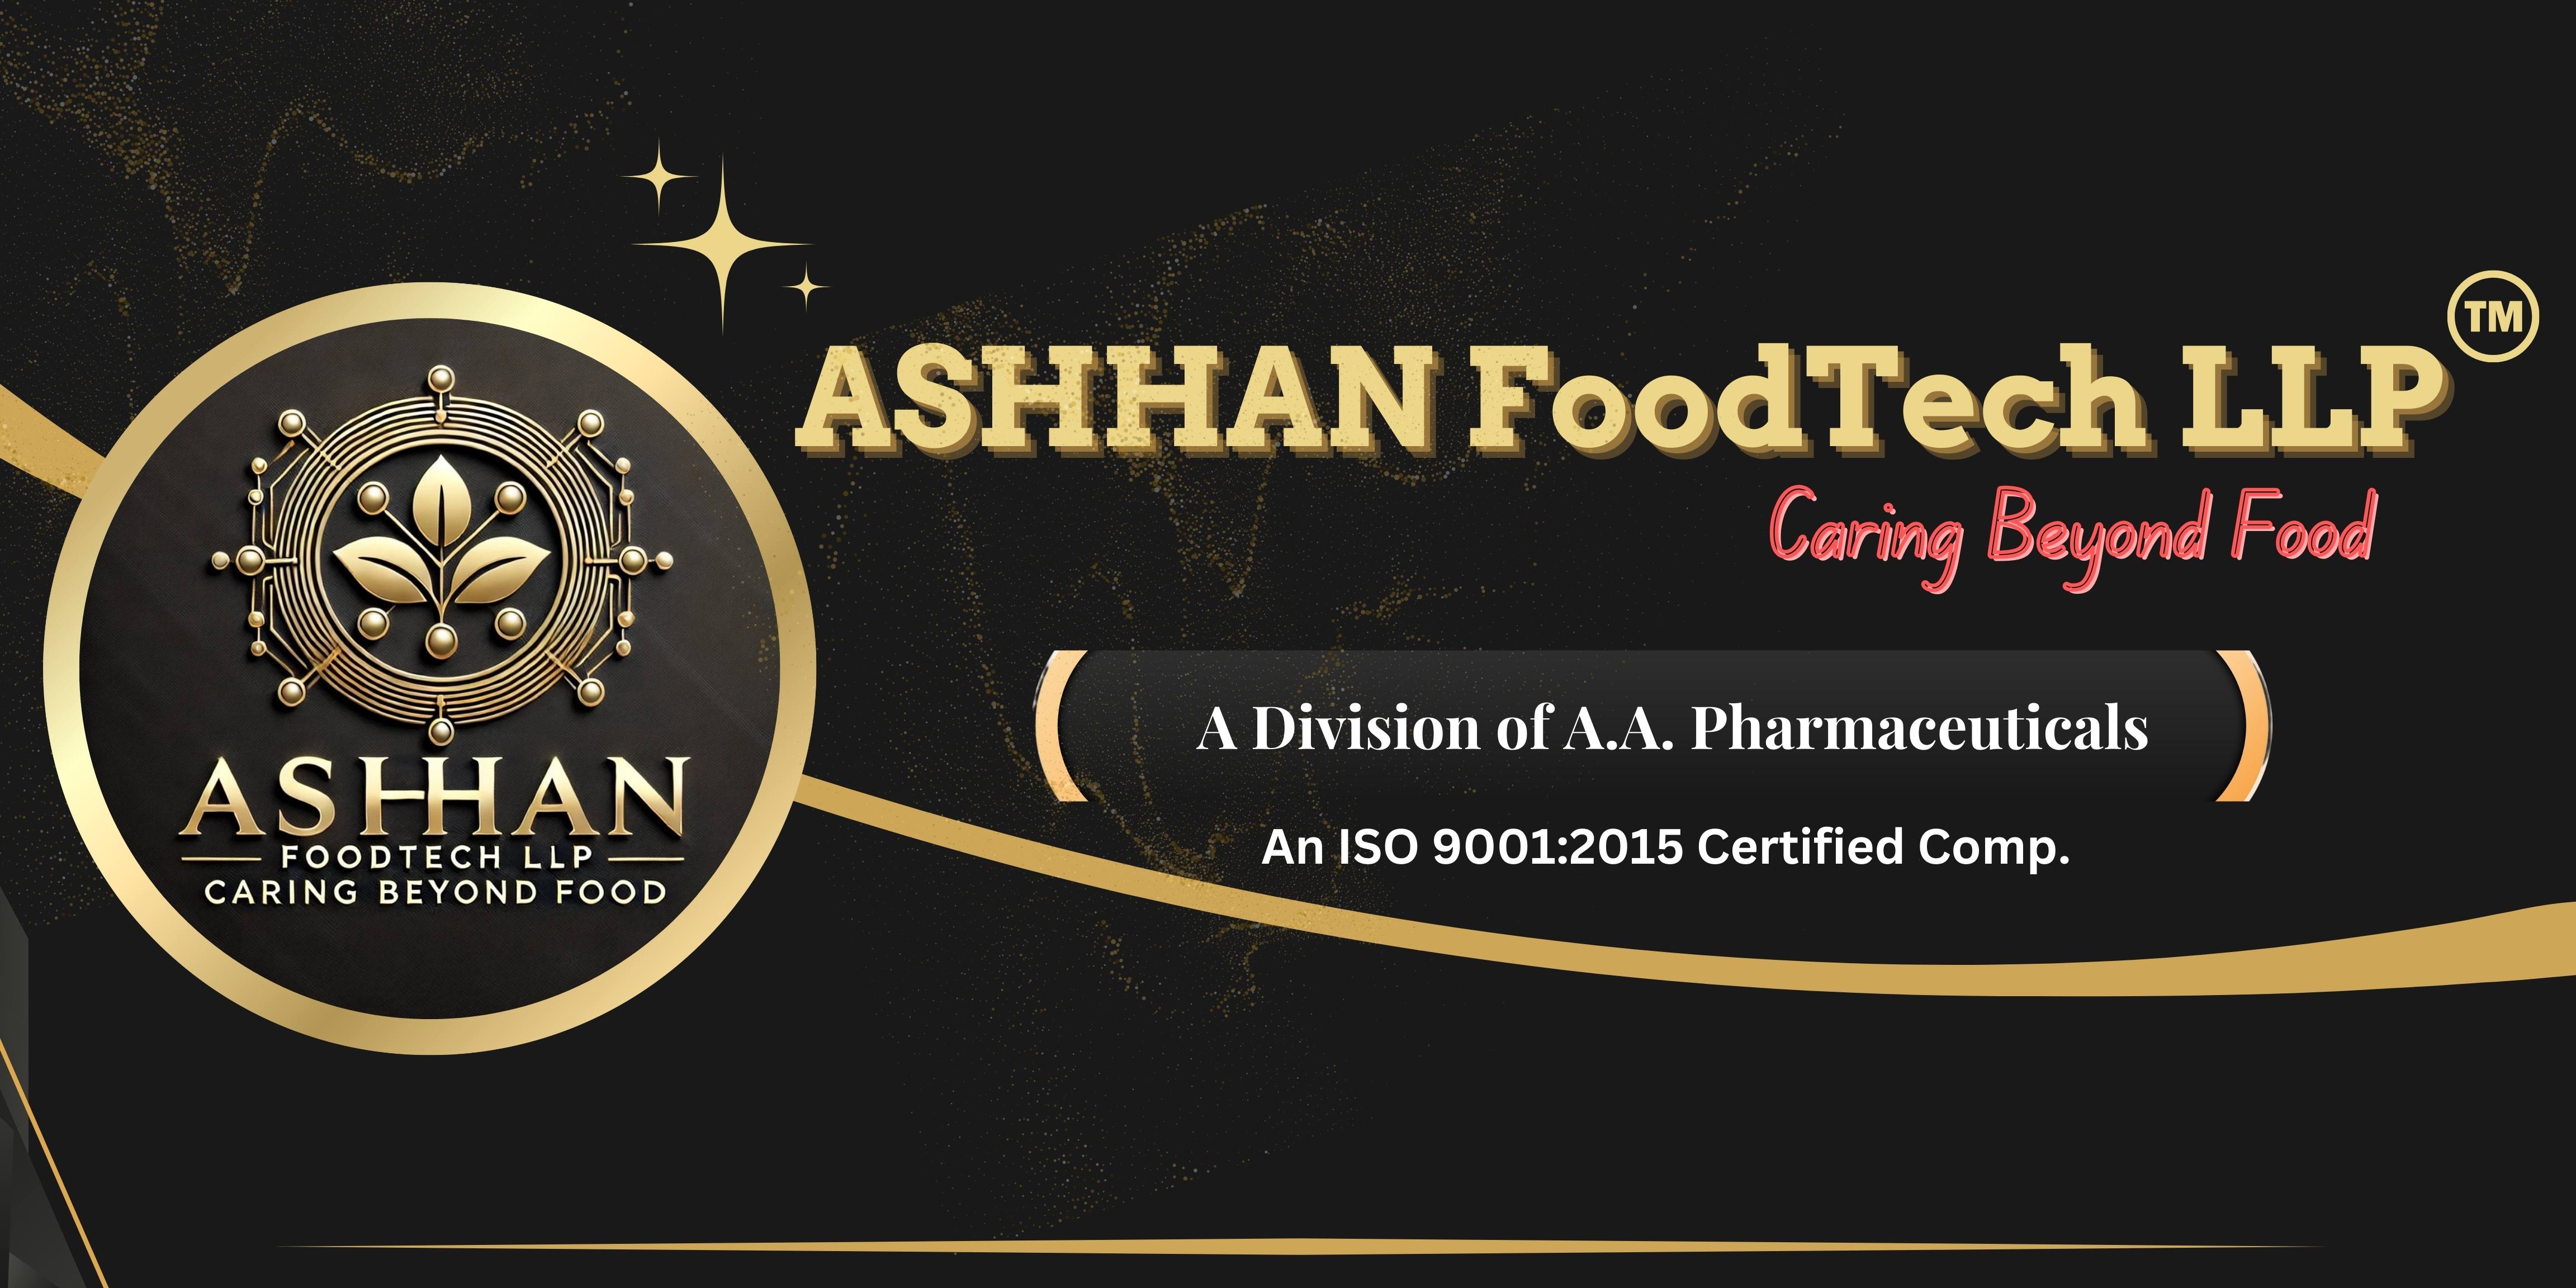 ASHHAN FoodTech LLP TM
Caring Beyond Food
A Division of A.A. Pharmaceuticals
An ISO 9001:2015 Certified Comp.
ASHHAN
FOODTECH LLP
CARING BEYOND FOOD